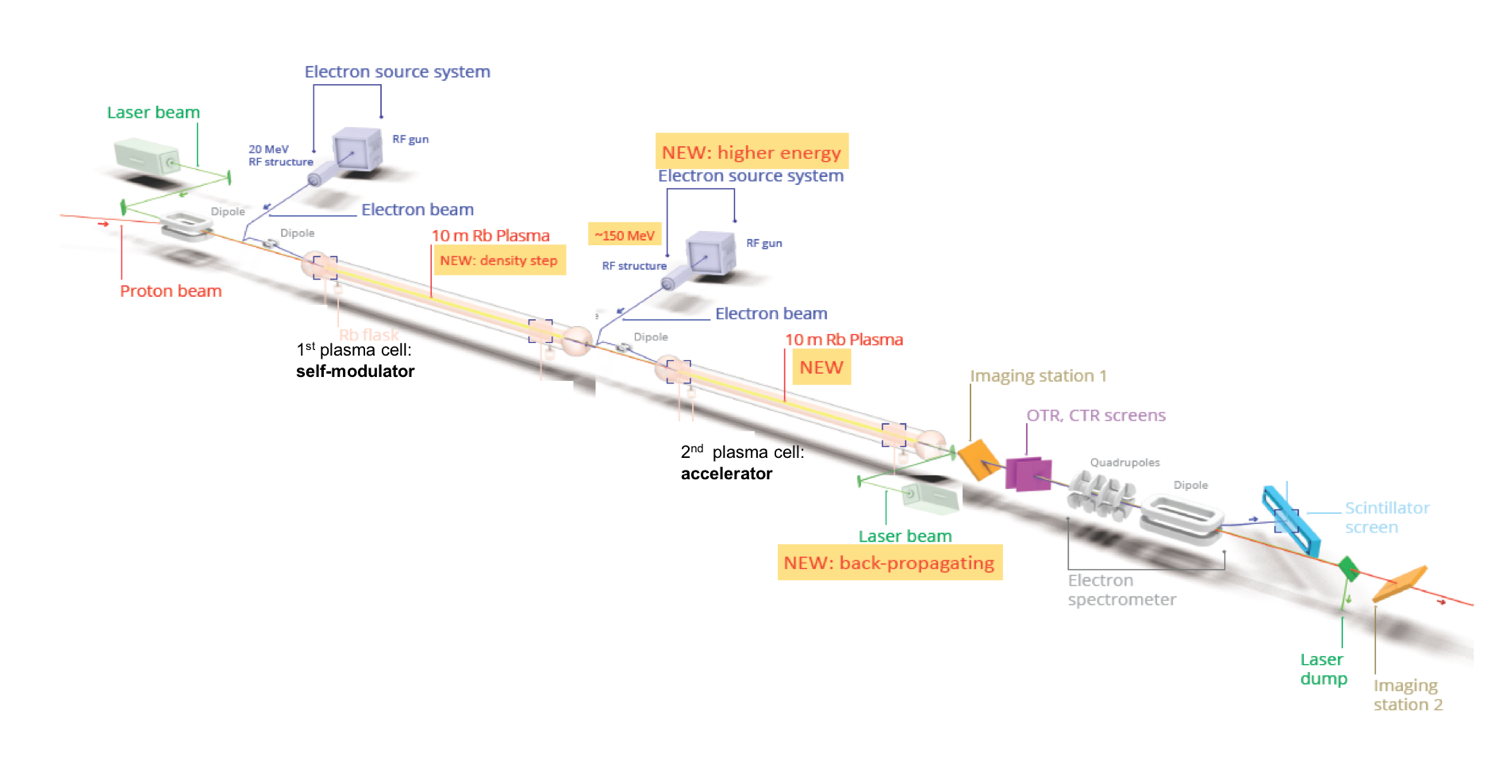 Electron source system
Laser beam
20 MeV
RF structure
RF gun
NEW: higher energy
Electron source system
Dipole
Electron beam
Dipole
10 m Rb Plasma
NEW: density step
~150 MeV
RF structure
RF gun
Proton beam
Electron beam
Rb flask
1st plasma cell:
self-modulator
Dipole
10 m Rb Plasma
NEW
Imaging station 1
OTR, CTR screens
2nd plasma cell:
accelerator
Quadrupoles
Dipole
Scintillator
screen
Laser beam
NEW: back-propagating
Electron
spectrometer
Laser
dump
Imaging
station 2